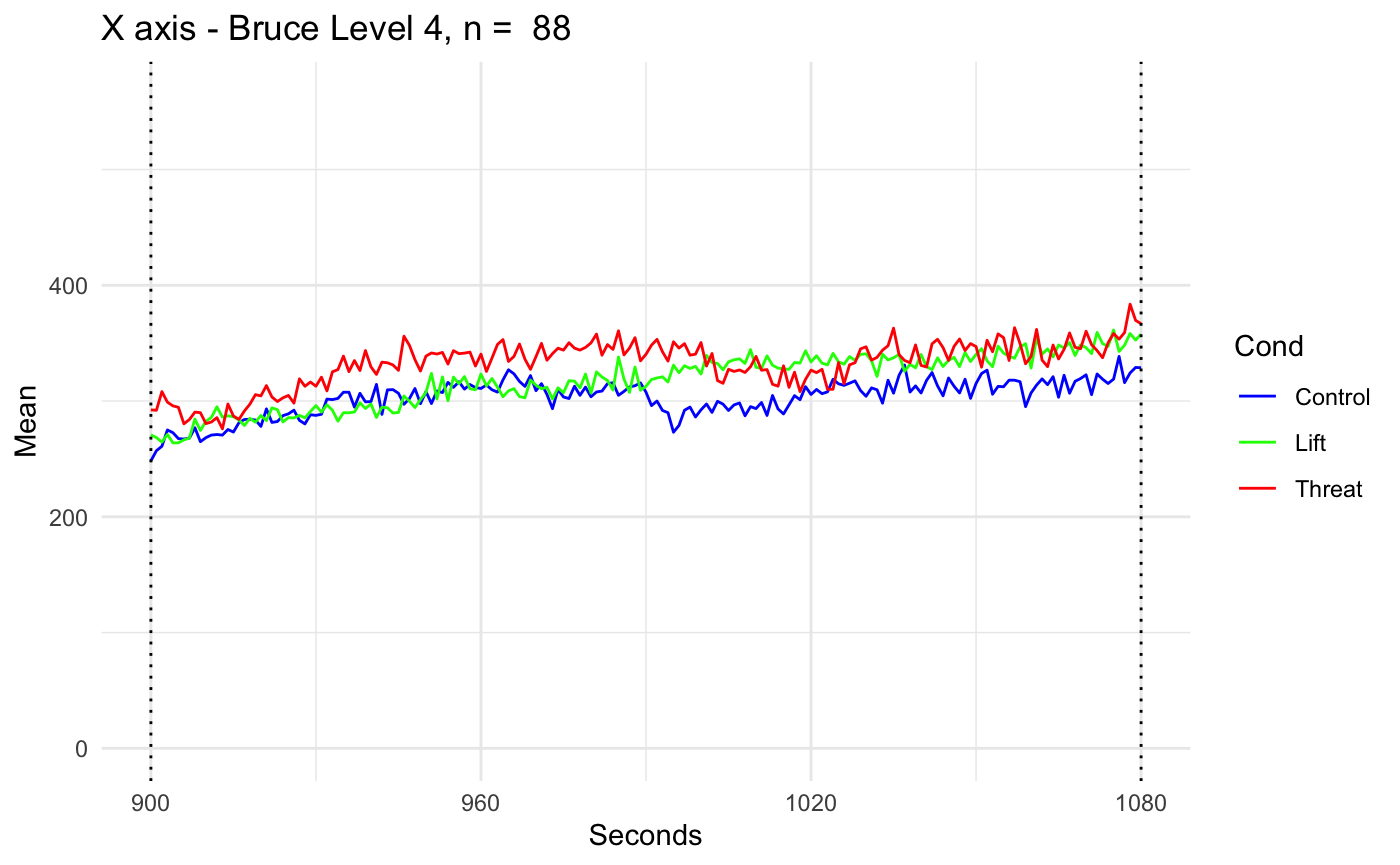 X axis - Bruce Level 4, n =  88
Mean
400
200
0
900
960
1020
1080
Seconds
Cond
Control
Lift
Threat